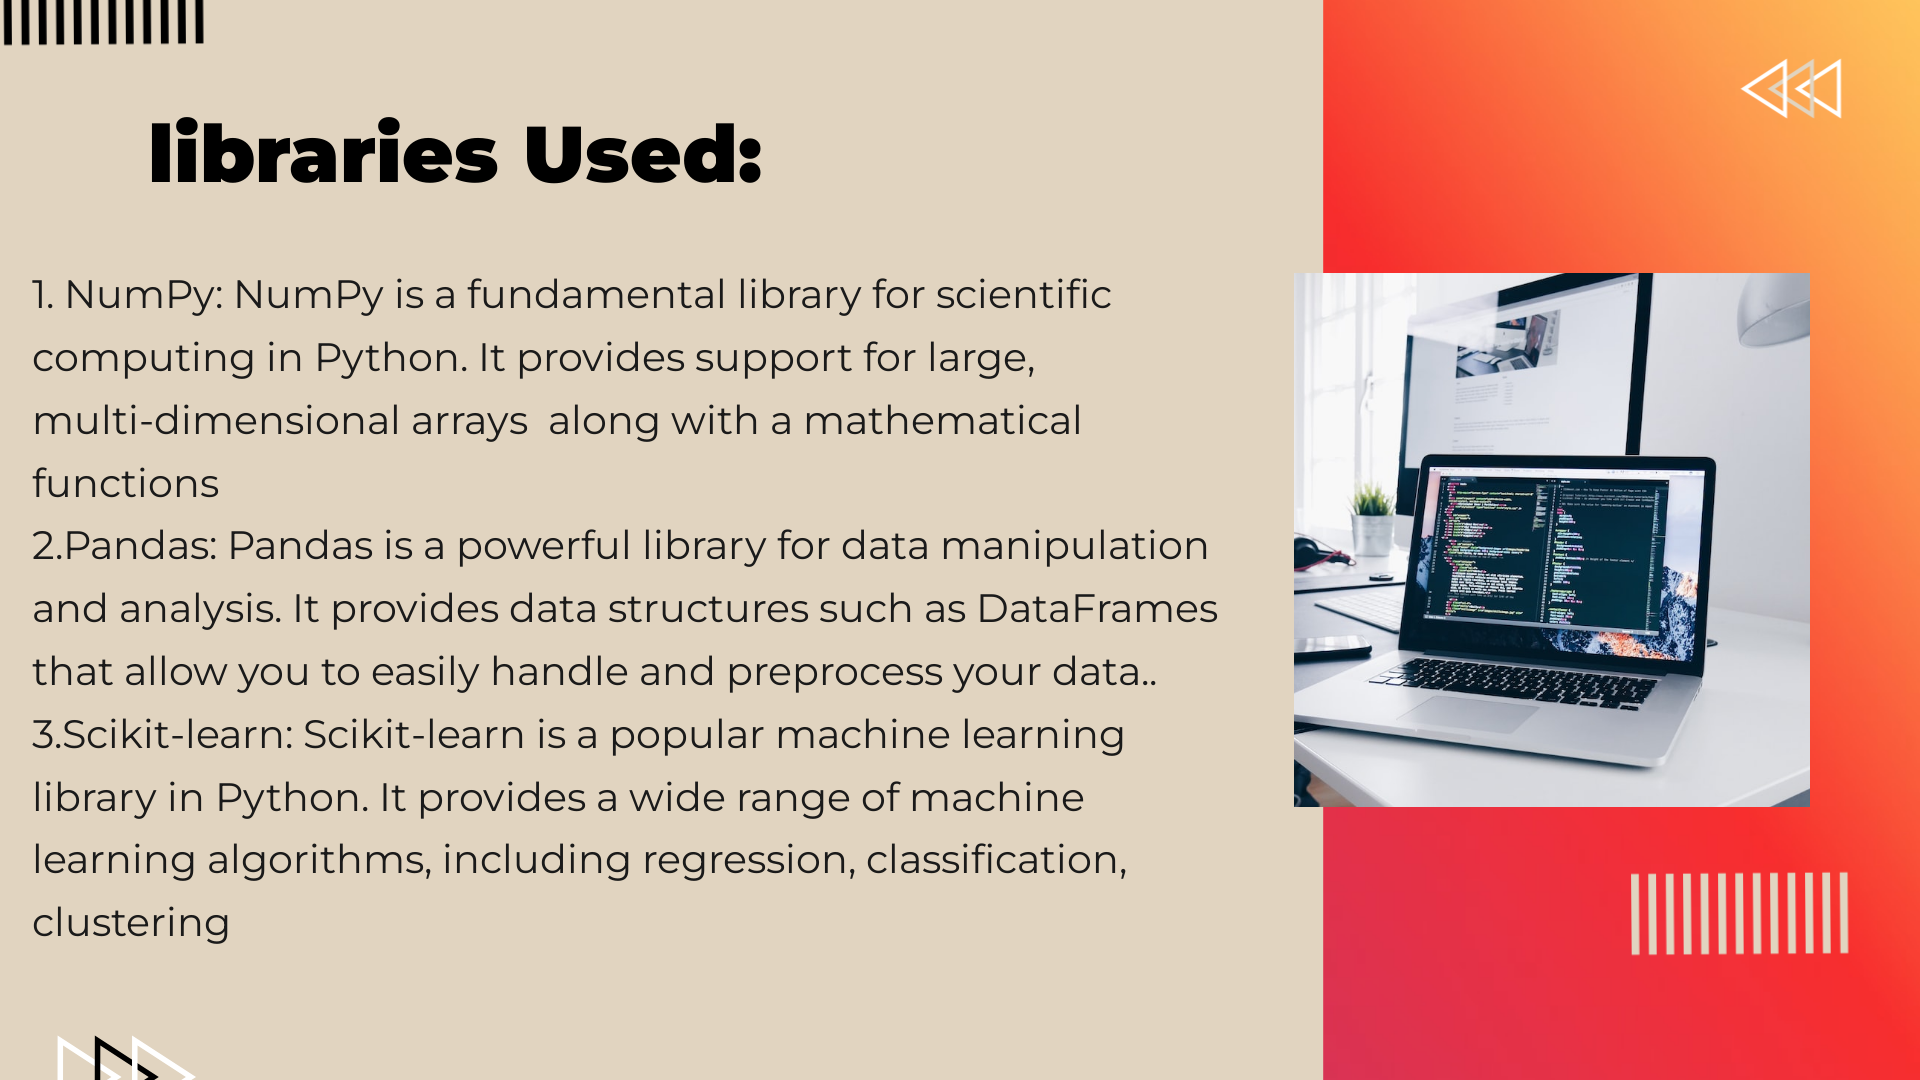 libraries Used:
1. NumPy: NumPy is a fundamental library for scientific
computing in Python. It provides support for large,
multi-dimensional arrays  along with a mathematical
functions
2.Pandas: Pandas is a powerful library for data manipulation
and analysis. It provides data structures such as DataFrames
that allow you to easily handle and preprocess your data..
3.Scikit-learn: Scikit-learn is a popular machine learning
library in Python. It provides a wide range of machine
learning algorithms, including regression, classification,
clustering